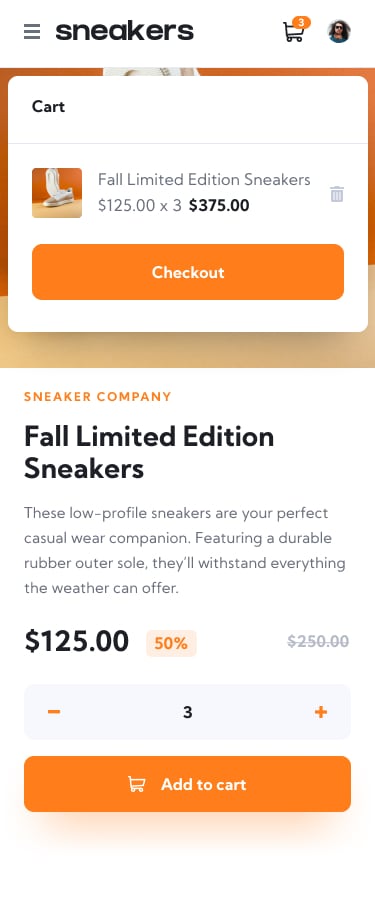 sneakers
3
Cart
Fall Limited Edition Sneakers
$125.00 x 3 $375.00
Checkout
SNEAKER COMPANY
Fall Limited Edition
Sneakers
These low-profile sneakers are your perfect
casual wear companion. Featuring a durable
rubber outer sole, they’ll withstand everything
the weather can offer.
$125.00 50% $250.00
3
Add to cart